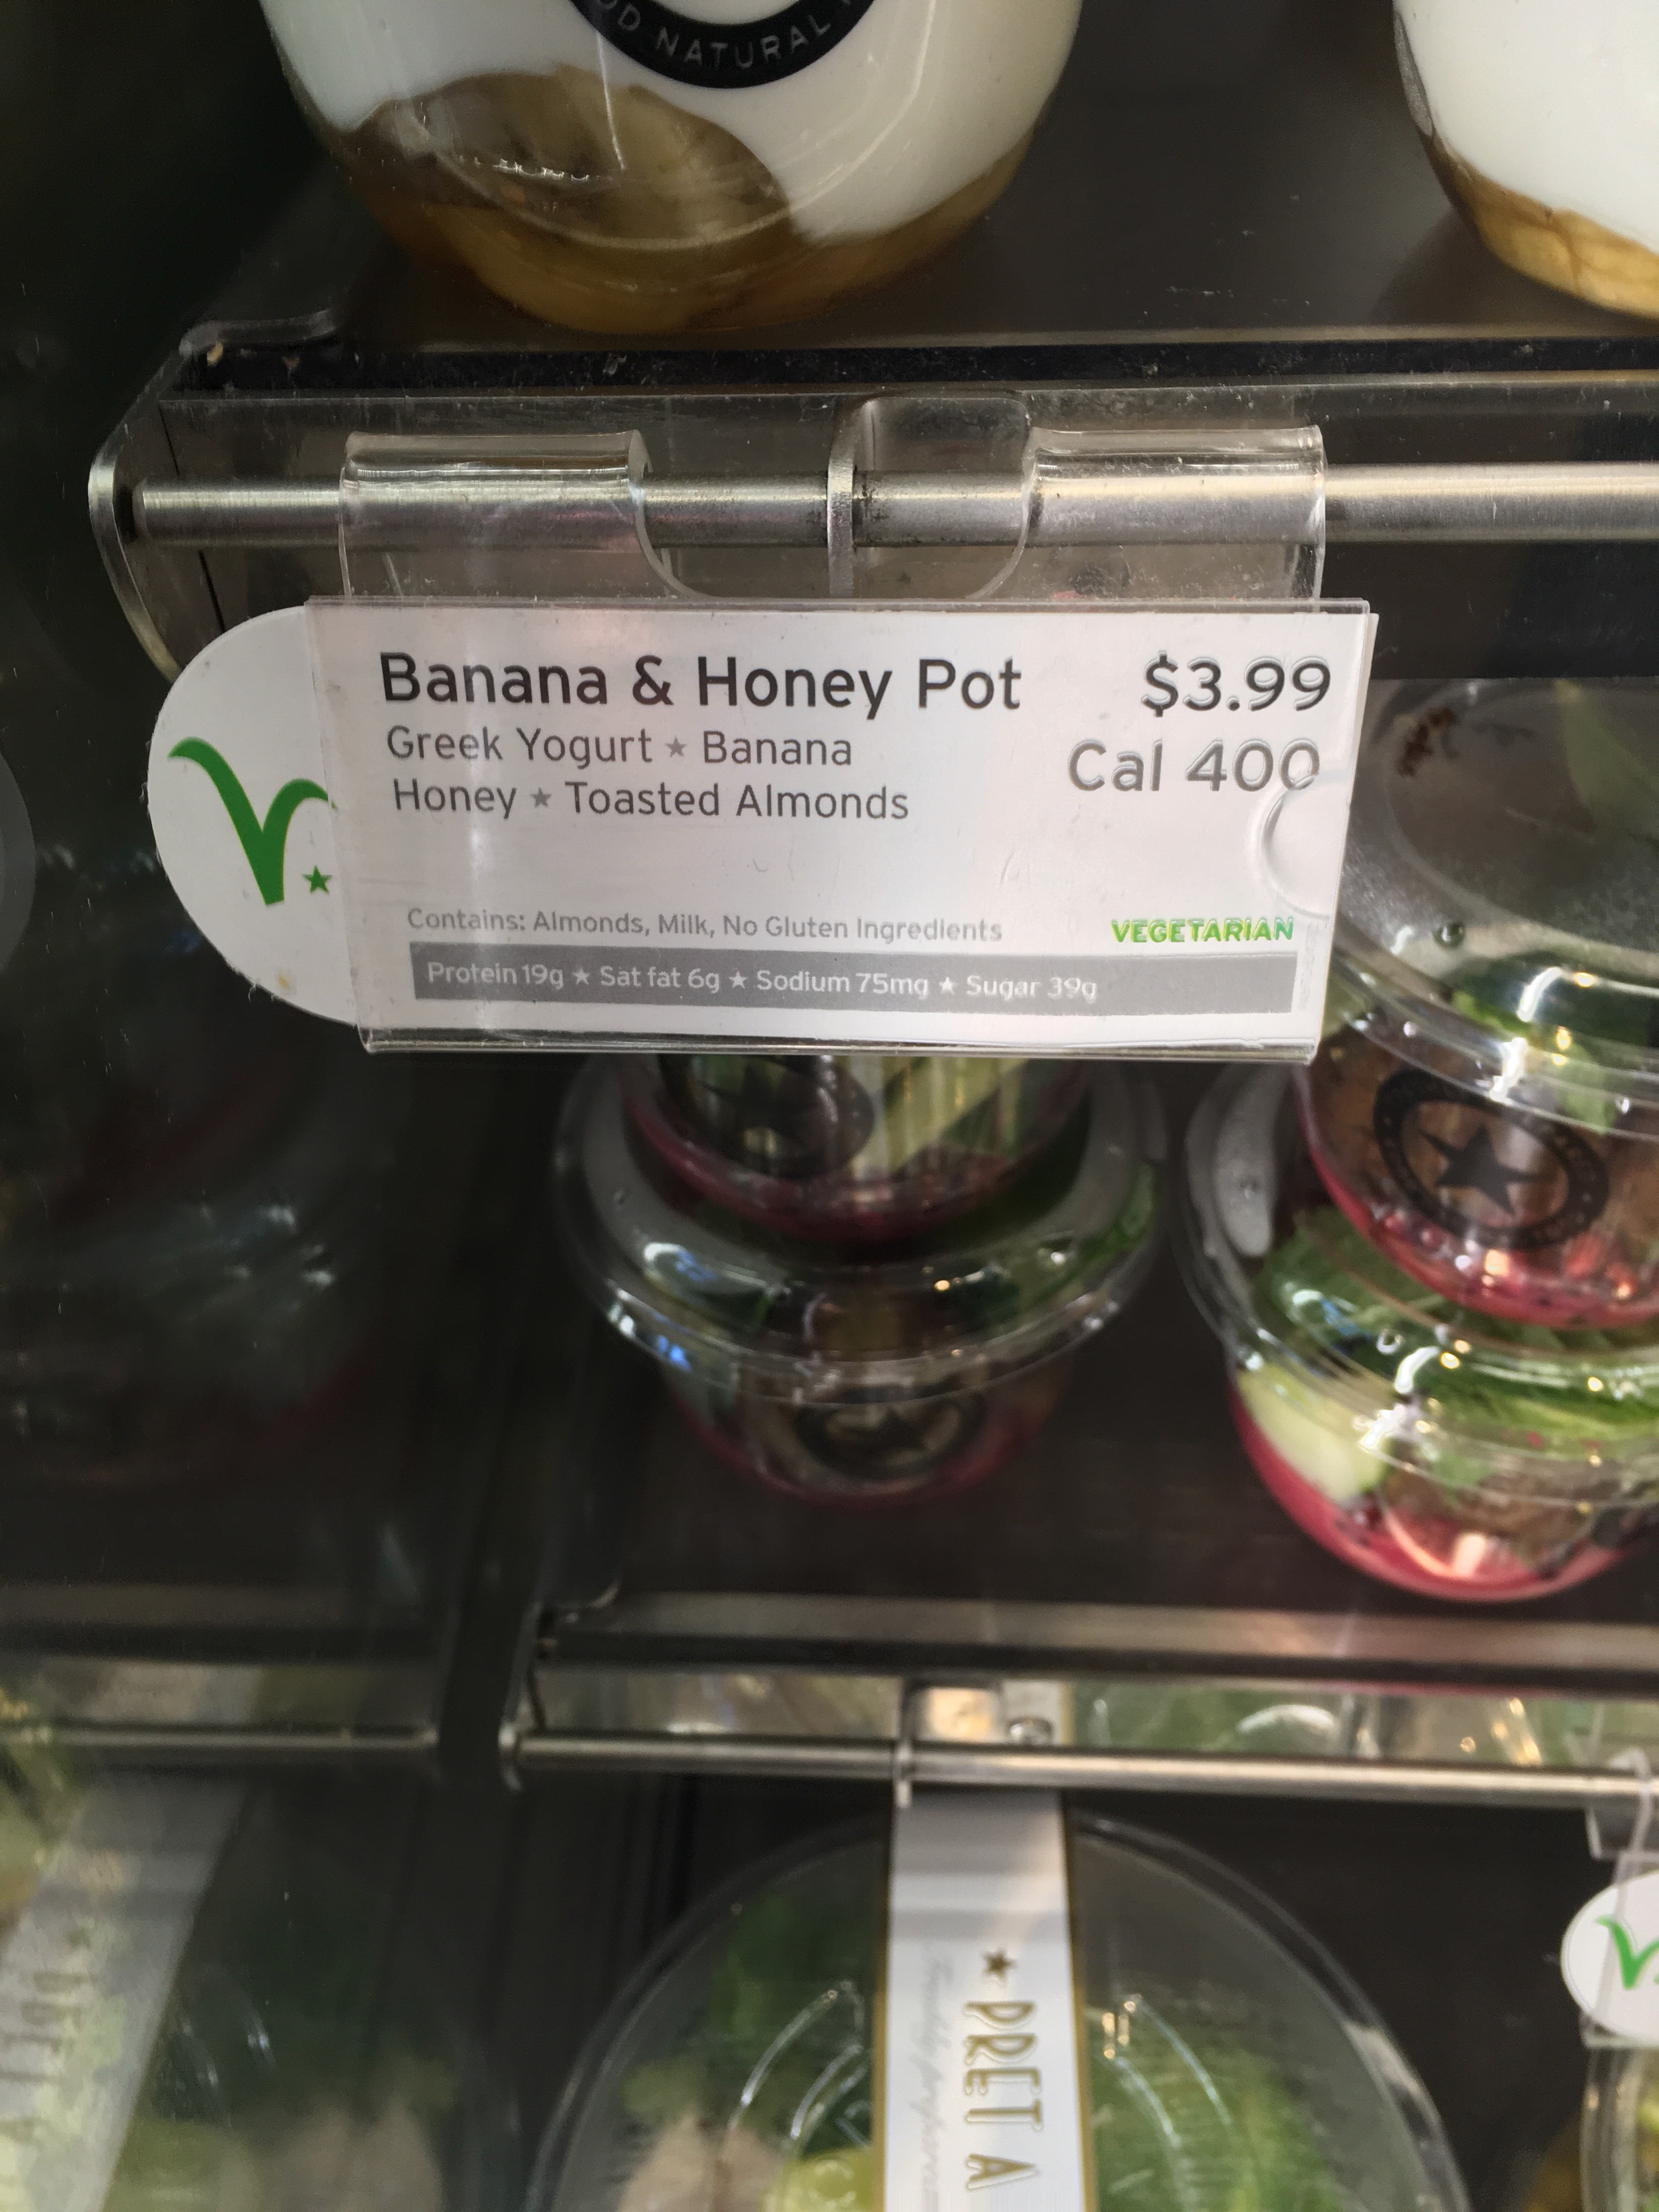 OD NATURAL
Banana & Honey Pot
$3.99
Greek Yogurt ★ Banana
Cal 400
Honey ★ Toasted Almonds
Contains: Almonds, Milk, No Gluten Ingredients
VEGETARIAN
Protein 19g ★ Sat fat 6g ★ Sodium 75mg ★ Sugar 39g
V
★ PRET A